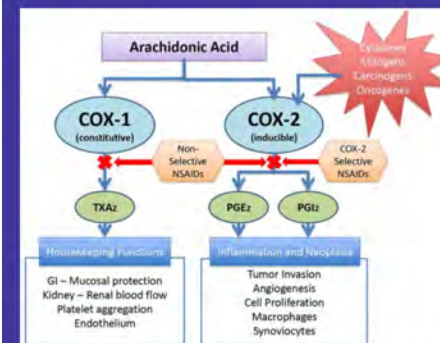 Arachidonic Acid
Cytokines
Mitogens
Carcinogens
Oncogenes
COX-1
(constitutive)
COX-2
(inducible)
Non-
Selective
NSAIDs
COX-2
Selective
NSAIDs
TXA2
PGE2
PGI2
Housekeeping Functions
GI – Mucosal protection
Kidney – Renal blood flow
Platelet aggregation
Endothelium
Inflammation and Neoplasia
Tumor Invasion
Angiogenesis
Cell Proliferation
Macrophages
Synoviocytes